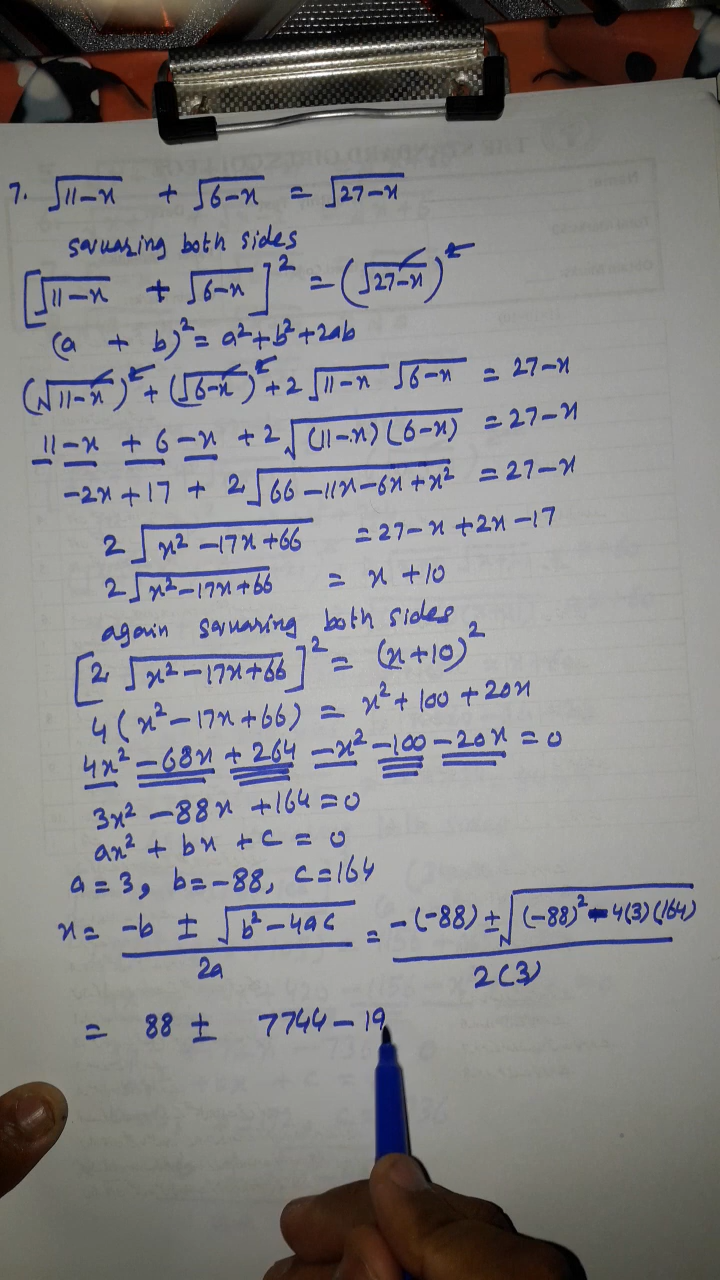 7. √11-x + √6-x = √27-x
squaring both sides
[√11-x + √6-x]² = (√27-x)²
(a + b)² = a²+b²+2ab
(√11-x)² + (√6-x)² + 2√11-x √6-x = 27-x
11-x + 6-x + 2√(11-x)(6-x) = 27-x
-2x+17 + 2√66-11x-6x+x² = 27-x
2√x²-17x+66 = 27-x+2x-17
2√x²-17x+66 = x+10
again squaring both sides
[2√x²-17x+66]² = (x+10)²
4(x²-17x+66) = x²+100+20x
4x²-68x+264-x²-100-20x=0
3x²-88x+164=0
ax²+bx+c=0
a=3, b=-88, c=164
x = -b ± √b²-4ac / 2a = -(-88) ± √(-88)²-4(3)(164) / 2(3)
= 88 ± 7744-19